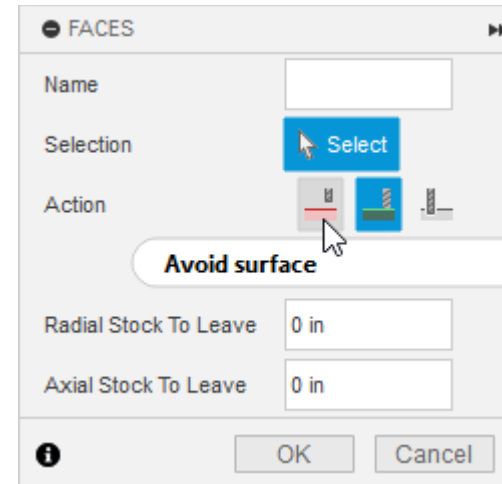 FACES
Name
Selection Select
Action
Avoid surface
Radial Stock To Leave 0 in
Axial Stock To Leave 0 in
OK Cancel